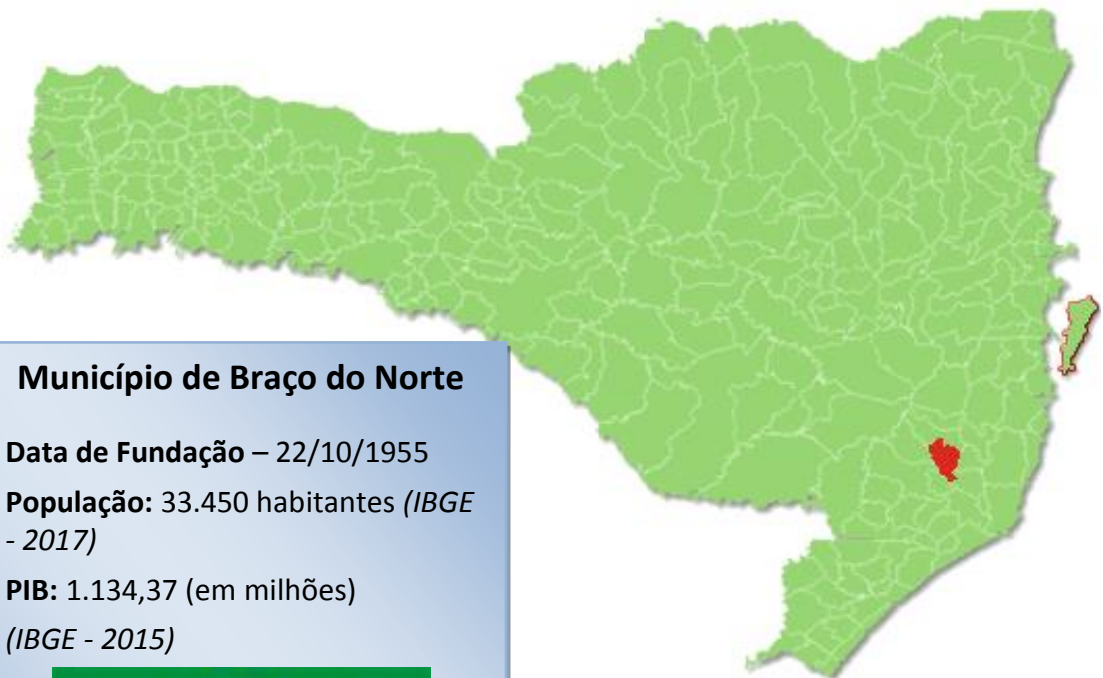 Município de Braço do Norte
Data de Fundação – 22/10/1955
População: 33.450 habitantes (IBGE
- 2017)
PIB: 1.134,37 (em milhões)
(IBGE - 2015)